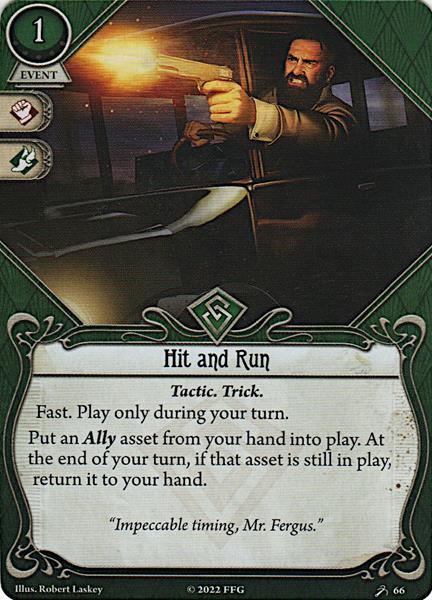 1
EVENT
Hit and Run
Tactic. Trick.
Fast. Play only during your turn.
Put an Ally asset from your hand into play. At
the end of your turn, if that asset is still in play,
return it to your hand.
“Impeccable timing, Mr. Fergus.”
Illus. Robert Laskey © 2022 FFG 66